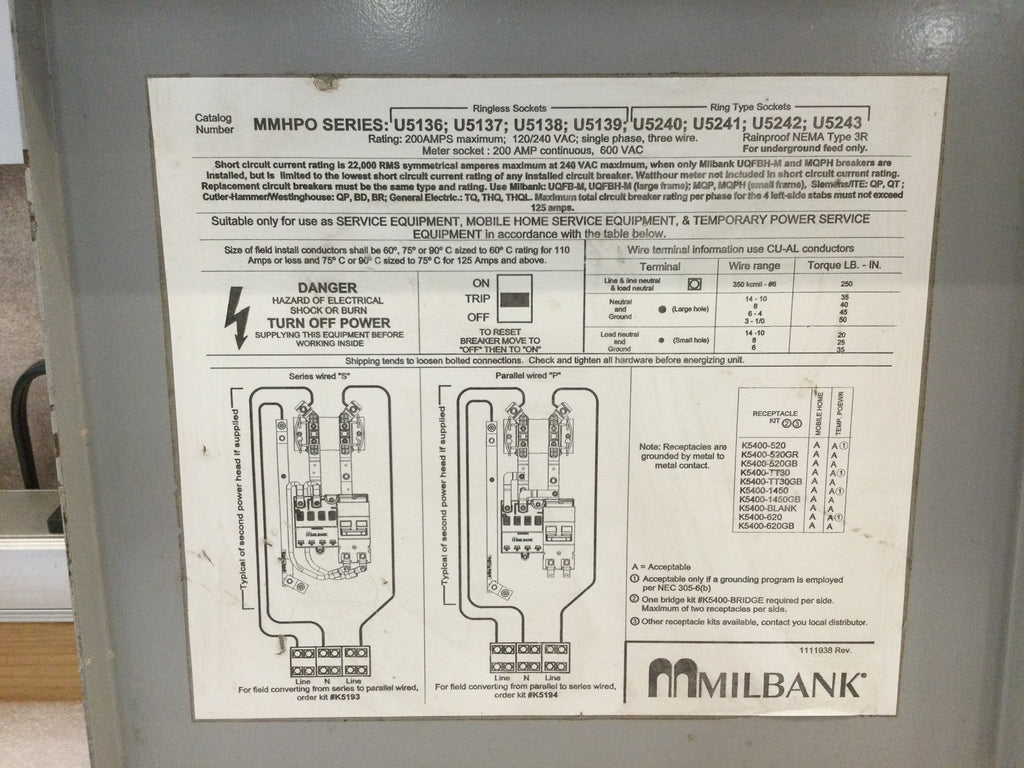 Ringless Sockets
Ring Type Sockets
Catalog
Number
MMHPO SERIES: U5136; U5137; U5138; U5139; U5240; U5241; U5242; U5243
Rating: 200AMPS maximum; 120/240 VAC; single phase, three wire.
Rainproof NEMA Type 3R
Meter socket : 200 AMP continuous, 600 VAC
For underground feed only.
Short circuit current rating is 22,000 RMS symmetrical amperes maximum at 240 VAC maximum, when only Milbank UQFBH-M and MQPH breakers are
installed, but is limited to the lowest short circuit current rating of any installed circuit breaker. Watthour meter not included in short circuit current rating.
Replacement circuit breakers must be the same type and rating. Use Milbank: UQFB-M, UQFBH-M (large frame); MQP, MQPH (small frame), Siemens/ITE: QP, QT ;
Cutler-Hammer/Westinghouse: QP, BD, BR; General Electric.: TQ, THQ, THQL. Maximum total circuit breaker rating per phase for the 4 left-side stabs must not exceed
125 amps.
Suitable only for use as SERVICE EQUIPMENT, MOBILE HOME SERVICE EQUIPMENT, & TEMPORARY POWER SERVICE
EQUIPMENT in accordance with the table below.
Size of field install conductors shall be 60º, 75º or 90º C sized to 60º C rating for 110
Amps or less and 75º C or 90º C sized to 75º C for 125 Amps and above.
DANGER
HAZARD OF ELECTRICAL
SHOCK OR BURN
TURN OFF POWER
SUPPLYING THIS EQUIPMENT BEFORE
WORKING INSIDE
ON
TRIP
OFF
TO RESET
BREAKER MOVE TO
"OFF" THEN TO "ON"
Wire terminal information use CU-AL conductors
Terminal
Wire range
Torque LB. - IN.
Line & line neutral
& load neutral
350 kcmil - #6
250
Neutral
and
Ground
(Large hole)
14 - 10
8
6 - 4
3 - 1/0
35
40
45
50
Load neutral
and
Ground
(Small hole)
14 -10
8
6
20
25
35
Shipping tends to loosen bolted connections. Check and tighten all hardware before energizing unit.
Series wired "S"
Typical of second power head if supplied
MILBANK
Line N Line
For field converting from series to parallel wired,
order kit #K5193
Parallel wired "P"
Typical of second power head if supplied
MILBANK
Line N Line
For field converting from parallel to series wired,
order kit #K5194
Note: Receptacles are
grounded by metal to
metal contact.
RECEPTACLE
KIT ②③
MOBILE HOME
TEMP. POEWR
K5400-520 A A①
K5400-520GR A A
K5400-520GB A A
K5400-TT30 A A①
K5400-TT30GB A A
K5400-1450 A A①
K5400-1450GB A A
K5400-BLANK A A
K5400-620 A A①
K5400-620GB A A
A = Acceptable
① Acceptable only if a grounding program is employed
per NEC 305-6(b)
② One bridge kit #K5400-BRIDGE required per side.
Maximum of two receptacles per side.
③ Other receptacle kits available, contact you local distributor.
1111938 Rev.
MILBANK®